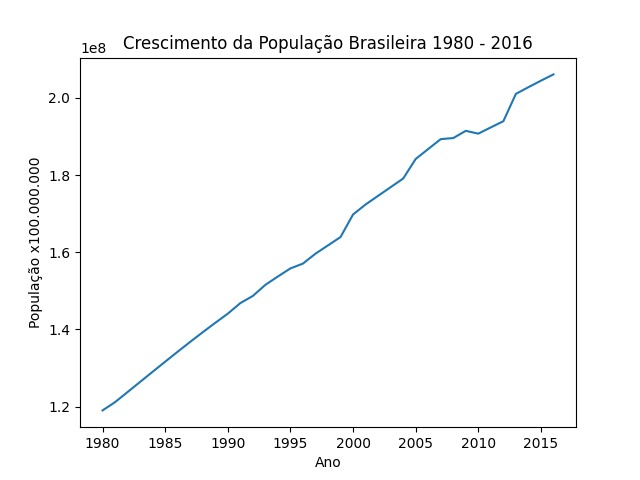 Crescimento da População Brasileira 1980 - 2016
1e8
2.0
1.8
1.6
1.4
1.2
População x100.000.000
1980 1985 1990 1995 2000 2005 2010 2015
Ano